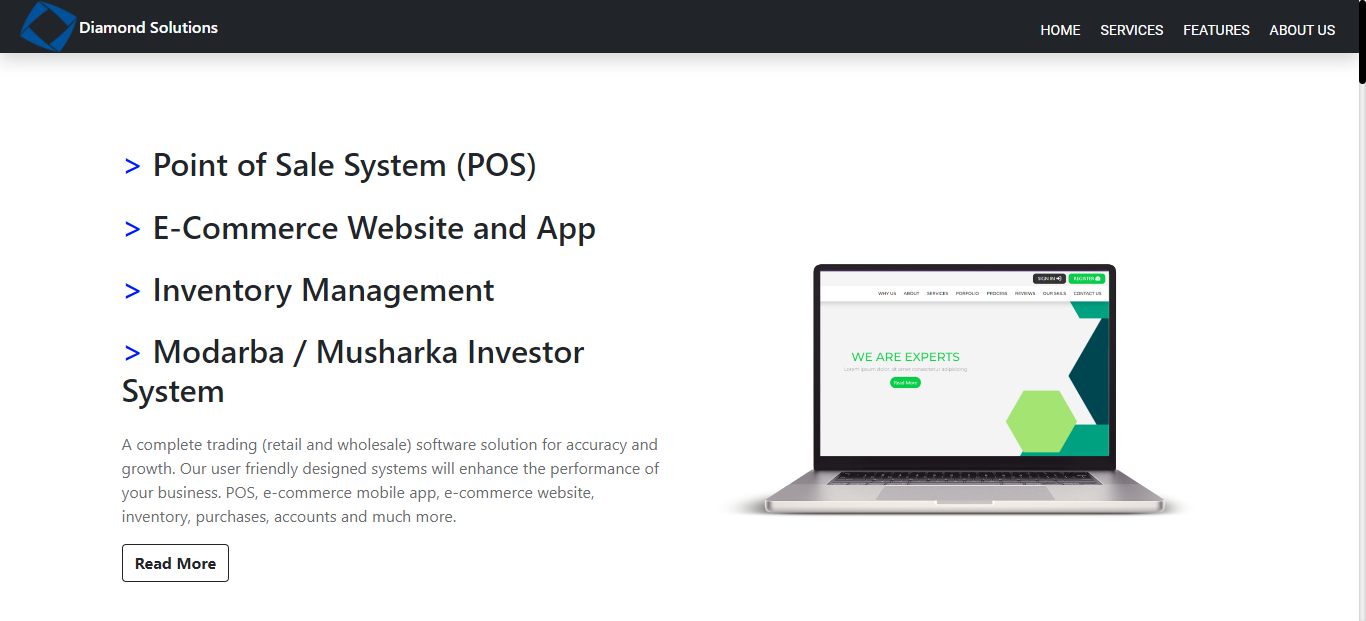 Diamond Solutions
HOME SERVICES FEATURES ABOUT US
> Point of Sale System (POS)
> E-Commerce Website and App
> Inventory Management
> Modarba / Musharka Investor
System
A complete trading (retail and wholesale) software solution for accuracy and
growth. Our user friendly designed systems will enhance the performance of
your business. POS, e-commerce mobile app, e-commerce website,
inventory, purchases, accounts and much more.
Read More
SIGN IN REGISTER
WHY US ABOUT SERVICES PORFOLIO PROCESS REVIEWS OUR SKILS CONTACT US
WE ARE EXPERTS
Lorem ipsum dolor, sit amet consectetur adipisicing
Read More